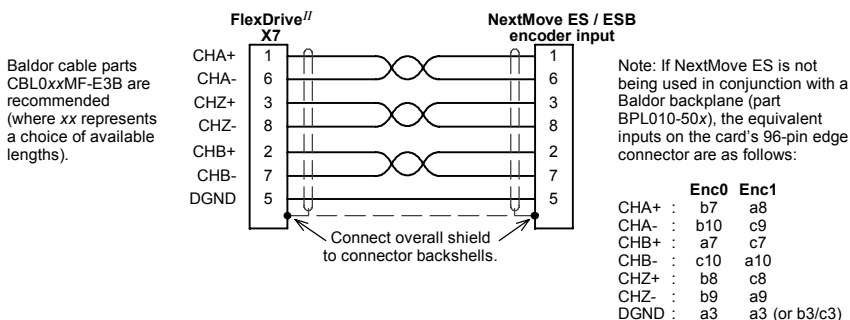 FlexDrive II
X7
NextMove ES / ESB
encoder input
Baldor cable parts
CBL0xxMF-E3B are
recommended
(where xx represents
a choice of available
lengths).
CHA+ 1 1
CHA- 6 6
CHZ+ 3 3
CHZ- 8 8
CHB+ 2 2
CHB- 7 7
DGND 5 5
Connect overall shield
to connector backshells.
Note: If NextMove ES is not
being used in conjunction with a
Baldor backplane (part
BPL010-50x), the equivalent
inputs on the card's 96-pin edge
connector are as follows:
Enc0 Enc1
CHA+ : b7 a8
CHA- : b10 c9
CHB+ : a7 c7
CHB- : c10 a10
CHZ+ : b8 c8
CHZ- : b9 a9
DGND : a3 a3 (or b3/c3)